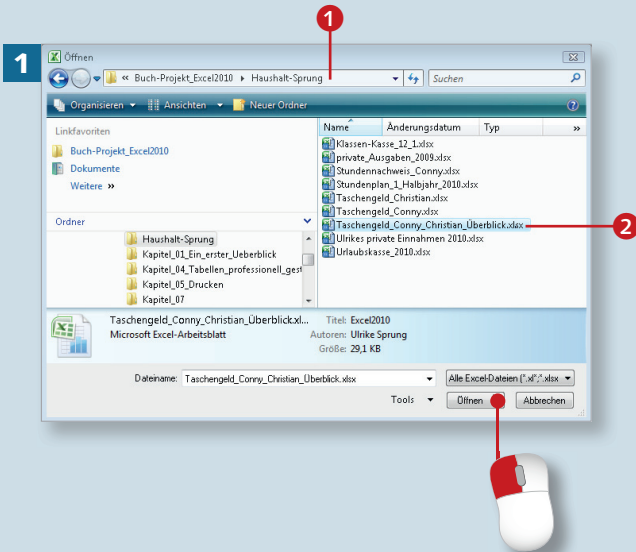 1
1
Öffnen
« Buch-Projekt_Excel2010 ▸ Haushalt-Sprung
Suchen
Organisieren
Ansichten
Neuer Ordner
Linkfavoriten
Buch-Projekt_Excel2010
Dokumente
Weitere »
Ordner
Haushalt-Sprung
Kapitel_01_Ein_erster_Ueberblick
Kapitel_04_Tabellen_professionell_gest
Kapitel_05_Drucken
Kapitel_07
Name Änderungsdatum Typ »
Klassen-Kasse_12_1.xlsx
private_Ausgaben_2009.xlsx
Stundennachweis_Conny.xlsx
Stundenplan_1_Halbjahr_2010.xlsx
Taschengeld_Christian.xlsx
Taschengeld_Conny.xlsx
Taschengeld_Conny_Christian_Überblick.xlsx
2
Ulrikes private Einnahmen 2010.xlsx
Urlaubskasse_2010.xlsx
Taschengeld_Conny_Christian_Überblick.xl...
Microsoft Excel-Arbeitsblatt
Titel: Excel2010
Autoren: Ulrike Sprung
Größe: 29,1 KB
Dateiname: Taschengeld_Conny_Christian_Überblick.xlsx
Alle Excel-Dateien (*.xl*;*.xlsx
Tools
Öffnen
Abbrechen